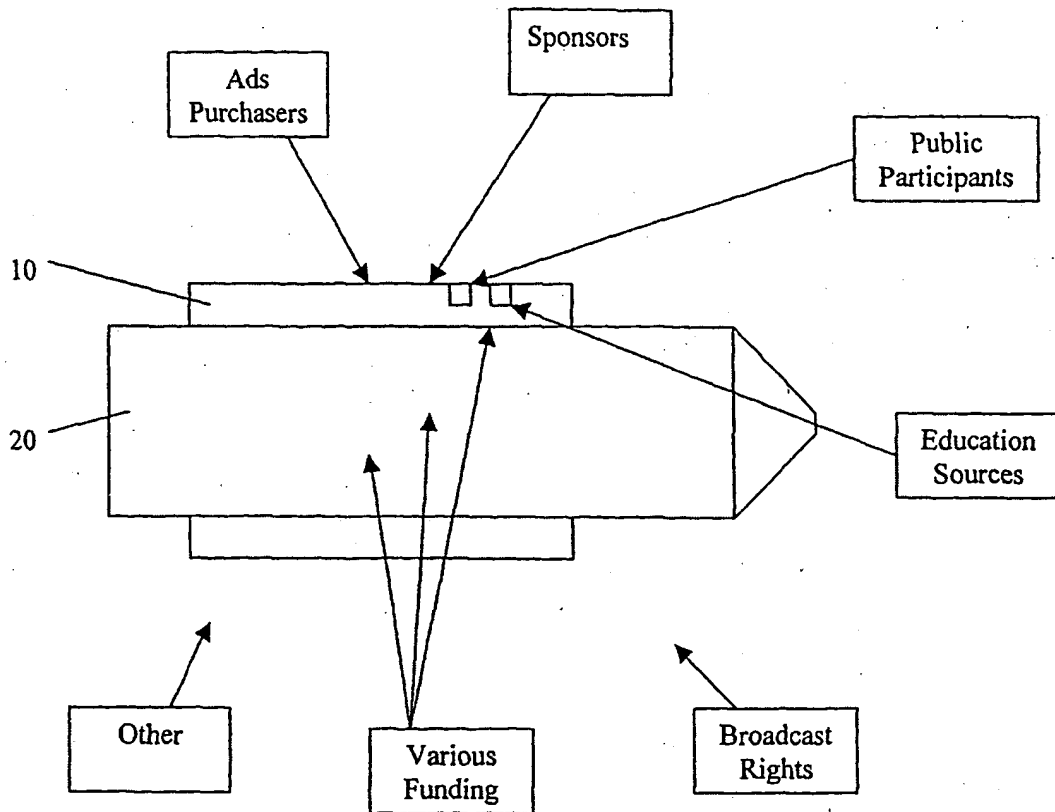 Sponsors
Ads
Purchasers
Public
Participants
10
20
Education
Sources
Other
Various
Funding
Broadcast
Rights